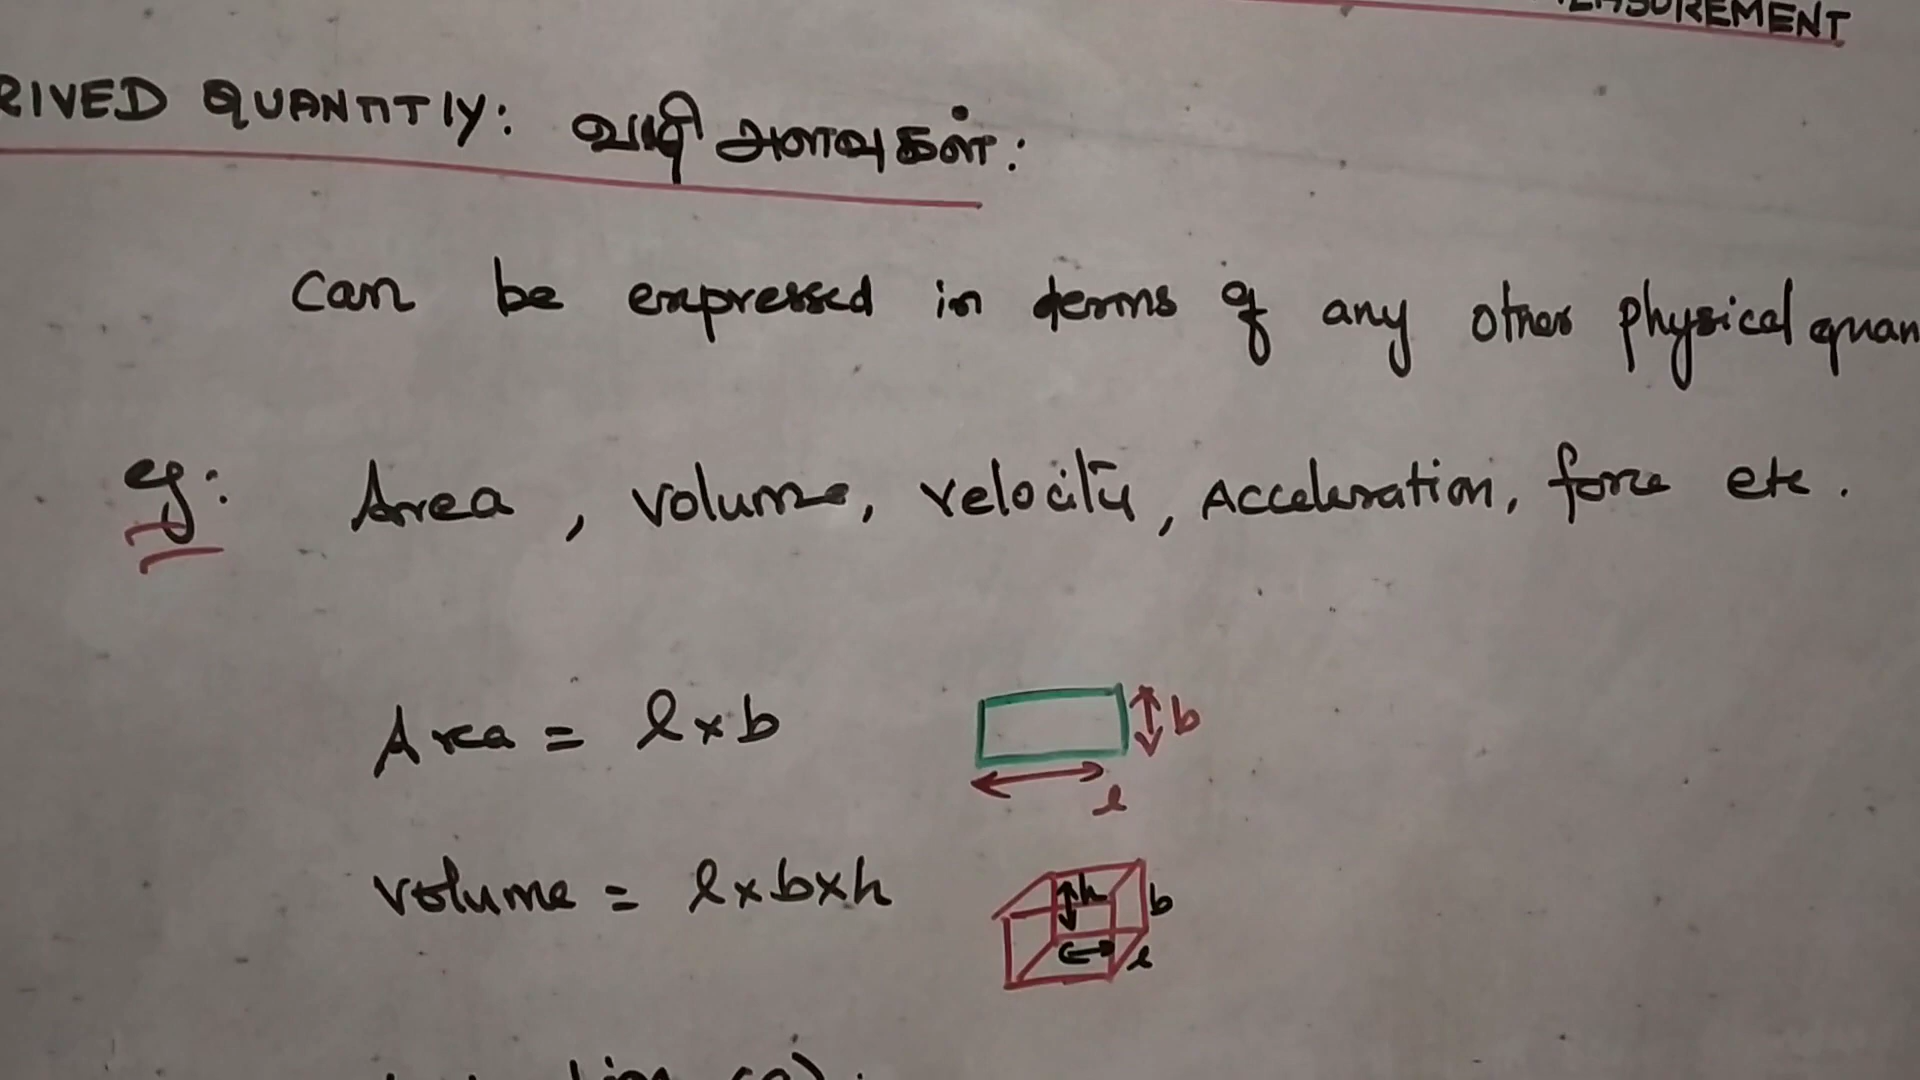 MEASUREMENT
RIVED QUANTITIY: வழி அளவுகள்:
can be expressed in terms of any other physical quan
eg: Area, volume, velocity, Acceleration, force etc.
Area = l x b
b
l
volume = l x b x h
h
b
l